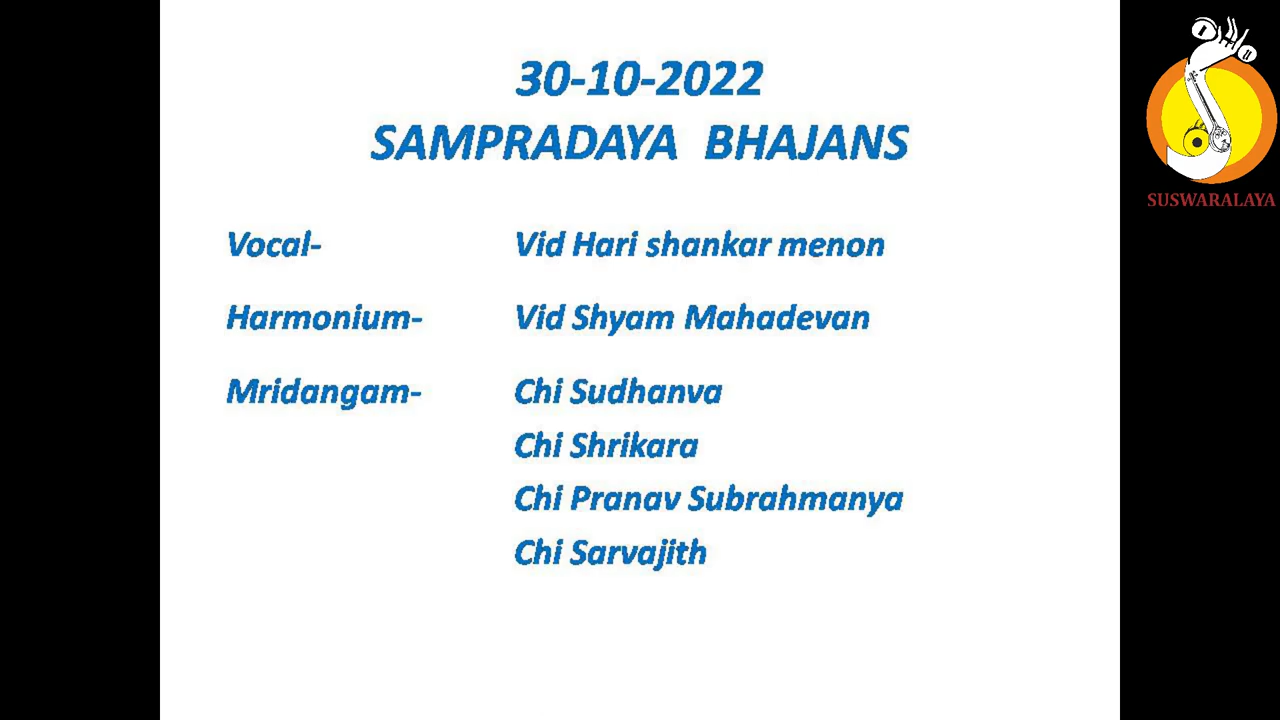 30-10-2022
SAMPRADAYA BHAJANS
Vocal- Vid Hari shankar menon
Harmonium- Vid Shyam Mahadevan
Mridangam- Chi Sudhanva
Chi Shrikara
Chi Pranav Subrahmanya
Chi Sarvajith
SUSWARALAYA